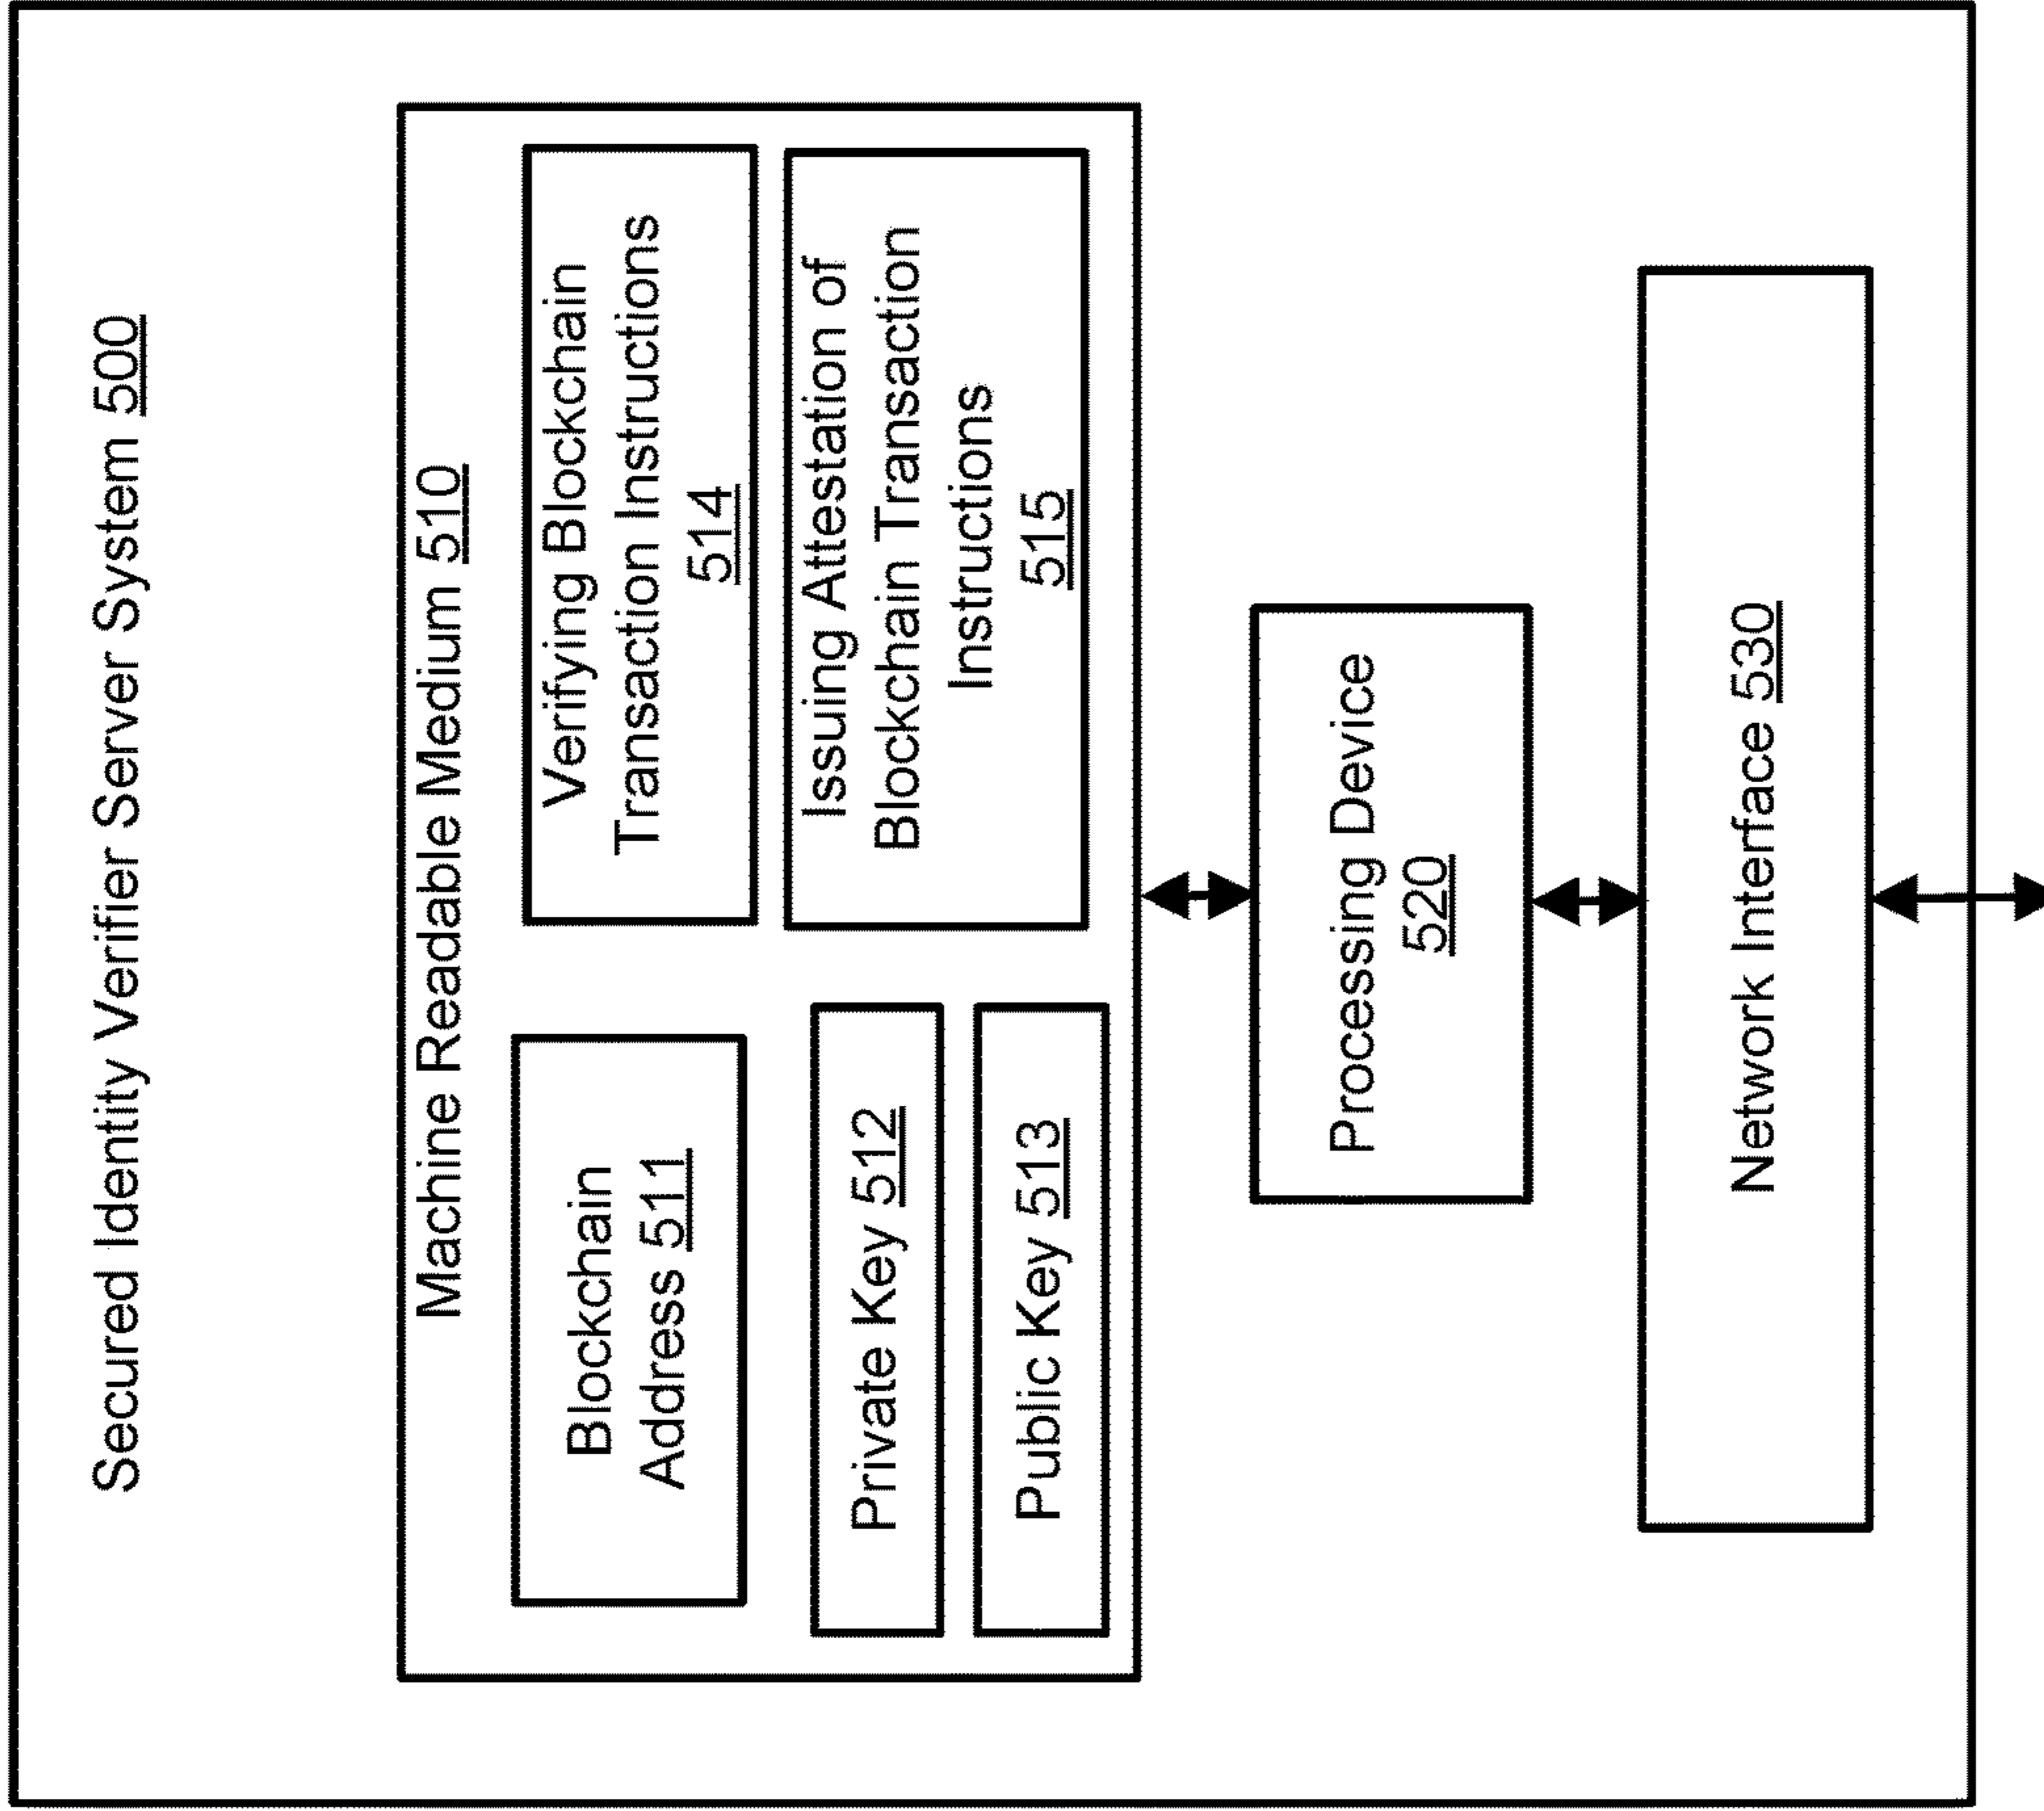 Secured Identity Verifier Server System 500
Machine Readable Medium 510
Blockchain
Address 511
Private Key 512
Public Key 513
Verifying Blockchain
Transaction Instructions
514
Issuing Attestation of
Blockchain Transaction
Instructions
515
Processing Device
520
Network Interface 530